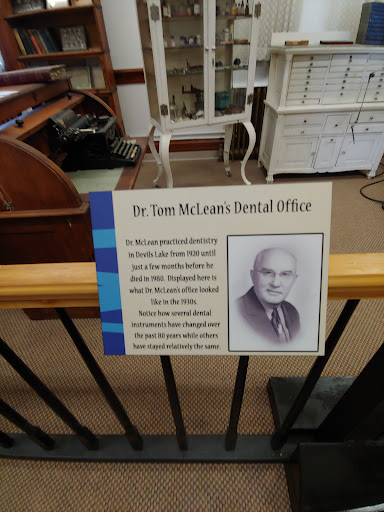 Dr. Tom McLean's Dental Office
Dr. McLean practiced dentistry
in Devils Lake from 1920 until
just a few months before he
died in 1980. Displayed here is
what Dr. McLean's office looked
like in the 1930s.
Notice how several dental
instruments have changed over
the past 80 years while others
have stayed relatively the same.